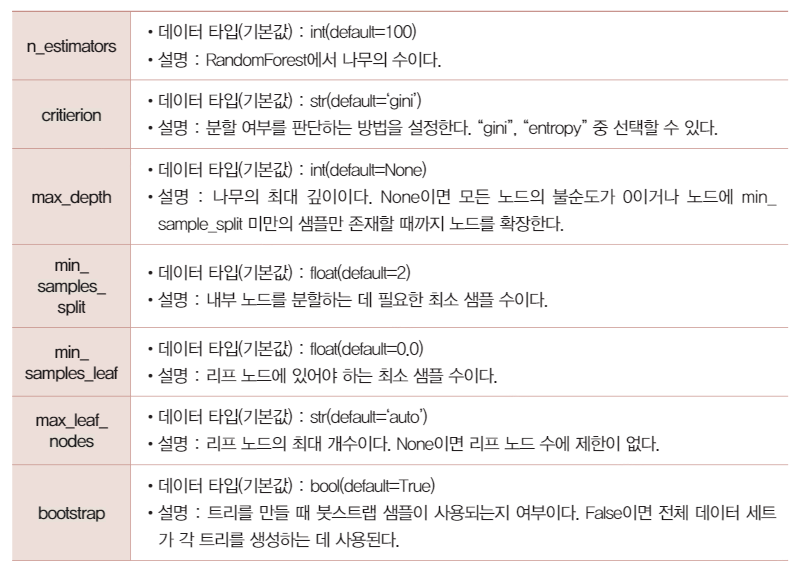 n_estimators
• 데이터 타입(기본값) : int(default=100)
• 설명 : RandomForest에서 나무의 수이다.
critierion
• 데이터 타입(기본값) : str(default=‘gini’)
• 설명 : 분할 여부를 판단하는 방법을 설정한다. “gini”, “entropy” 중 선택할 수 있다.
max_depth
• 데이터 타입(기본값) : int(default=None)
• 설명 : 나무의 최대 깊이이다. None이면 모든 노드의 불순도가 0이거나 노드에 min_
sample_split 미만의 샘플만 존재할 때까지 노드를 확장한다.
min_
samples_
split
• 데이터 타입(기본값) : float(default=2)
• 설명 : 내부 노드를 분할하는 데 필요한 최소 샘플 수이다.
min_
samples_leaf
• 데이터 타입(기본값) : float(default=0.0)
• 설명 : 리프 노드에 있어야 하는 최소 샘플 수이다.
max_leaf_
nodes
• 데이터 타입(기본값) : str(default=‘auto’)
• 설명 : 리프 노드의 최대 개수이다. None이면 리프 노드 수에 제한이 없다.
bootstrap
• 데이터 타입(기본값) : bool(default=True)
• 설명 : 트리를 만들 때 붓스트랩 샘플이 사용되는지 여부이다. False이면 전체 데이터 세트
가 각 트리를 생성하는 데 사용된다.